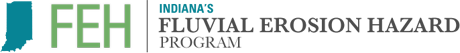 FEH
INDIANA'S
FLUVIAL EROSION HAZARD
PROGRAM